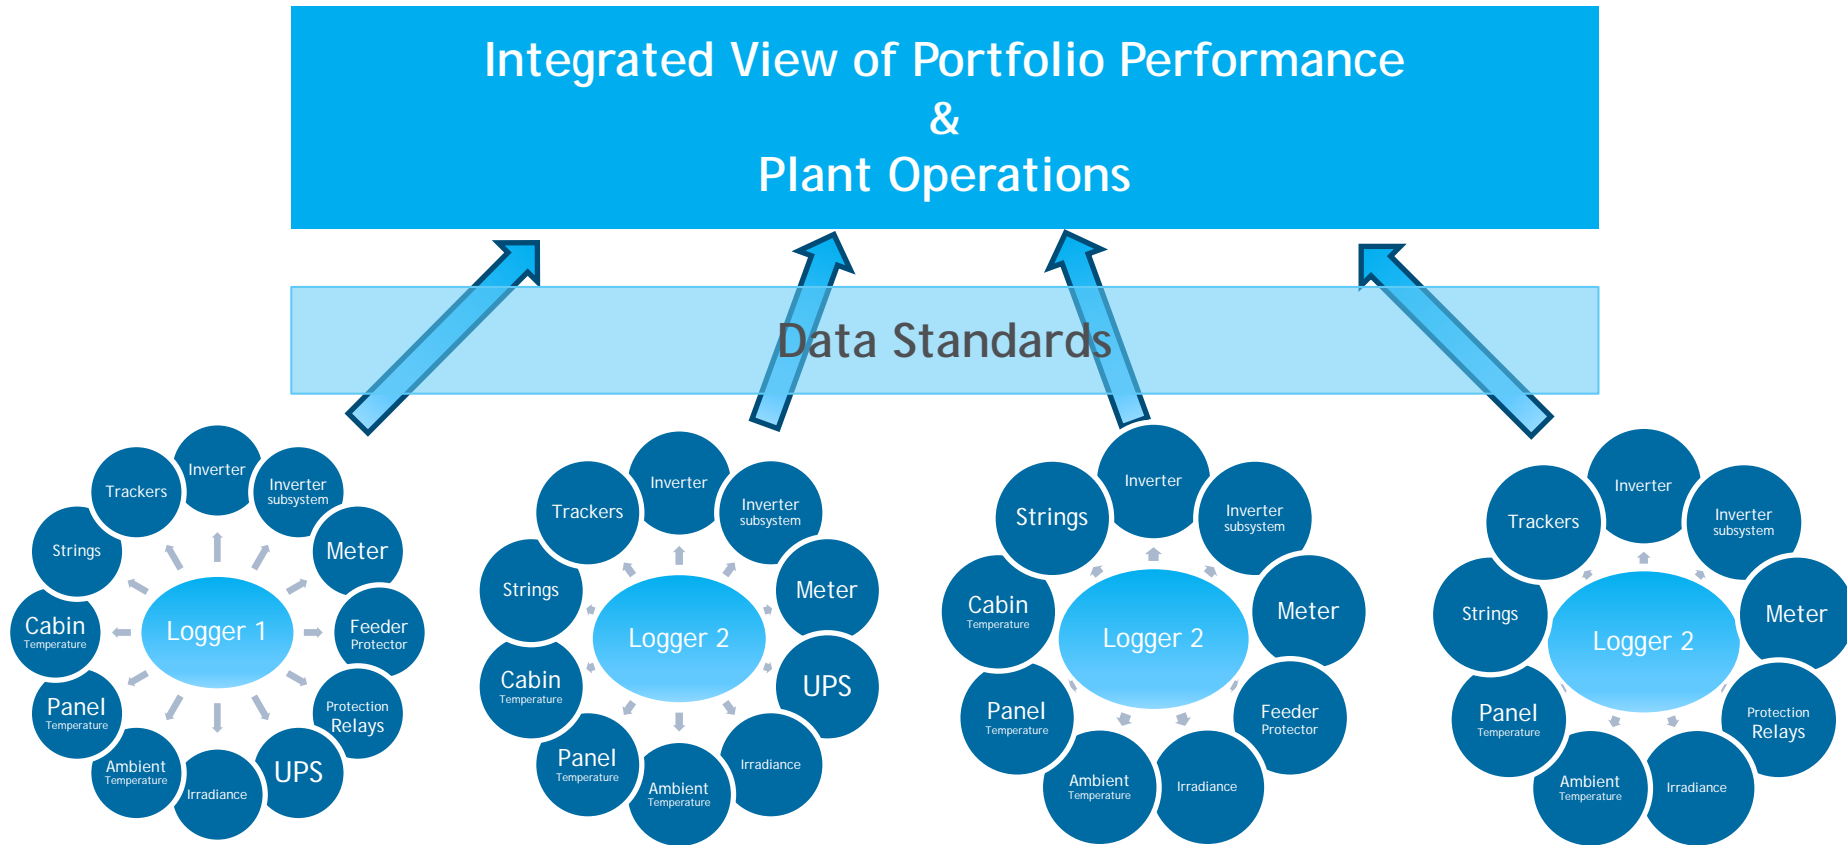 Integrated View of Portfolio Performance
&
Plant Operations
Data Standards
Inverter
Inverter
subsystem
Meter
Feeder
Protector
Protection
Relays
UPS
Irradiance
Ambient
Temperature
Panel
Temperature
Cabin
Temperature
Strings
Trackers
Logger 1
Inverter
Inverter
subsystem
Meter
UPS
Irradiance
Ambient
Temperature
Panel
Temperature
Cabin
Temperature
Strings
Trackers
Logger 2
Inverter
Inverter
subsystem
Meter
Feeder
Protector
Irradiance
Ambient
Temperature
Panel
Temperature
Cabin
Temperature
Strings
Logger 2
Inverter
Inverter
subsystem
Meter
Protection
Relays
Irradiance
Ambient
Temperature
Panel
Temperature
Strings
Trackers
Logger 2